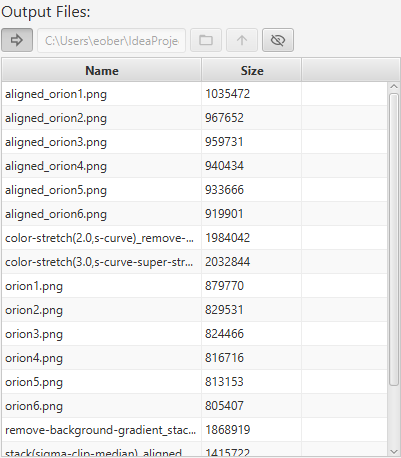 Output Files:
C:\Users\eober\IdeaProje
Name Size
aligned_orion1.png 1035472
aligned_orion2.png 967652
aligned_orion3.png 959731
aligned_orion4.png 940434
aligned_orion5.png 933666
aligned_orion6.png 919901
color-stretch(2.0,s-curve)_remove-... 1984042
color-stretch(3.0,s-curve-super-str... 2032844
orion1.png 879770
orion2.png 829531
orion3.png 824466
orion4.png 816716
orion5.png 813153
orion6.png 805407
remove-background-gradient_stac... 1868919
stack(sigma-clip-median)_aligned 1415722